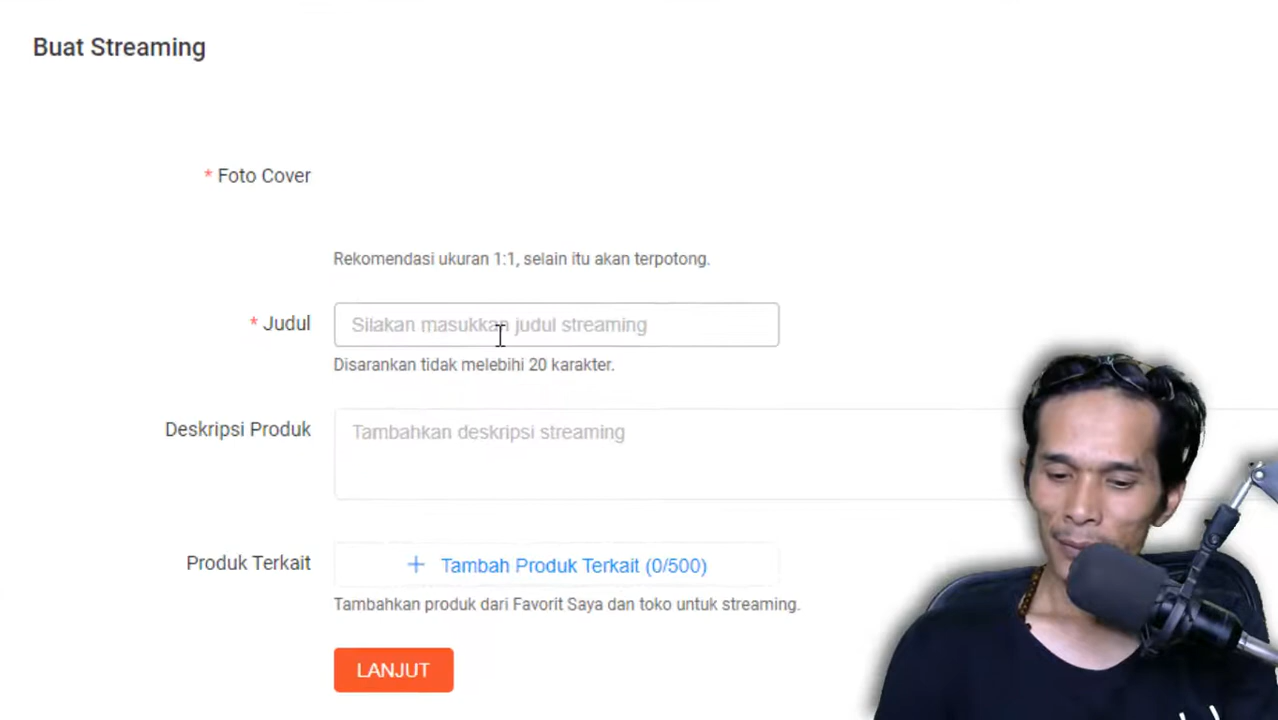 Buat Streaming
* Foto Cover
Rekomendasi ukuran 1:1, selain itu akan terpotong.
* Judul
Silakan masukkan judul streaming
Disarankan tidak melebihi 20 karakter.
Deskripsi Produk
Tambahkan deskripsi streaming
Produk Terkait
+ Tambah Produk Terkait (0/500)
Tambahkan produk dari Favorit Saya dan toko untuk streaming.
LANJUT